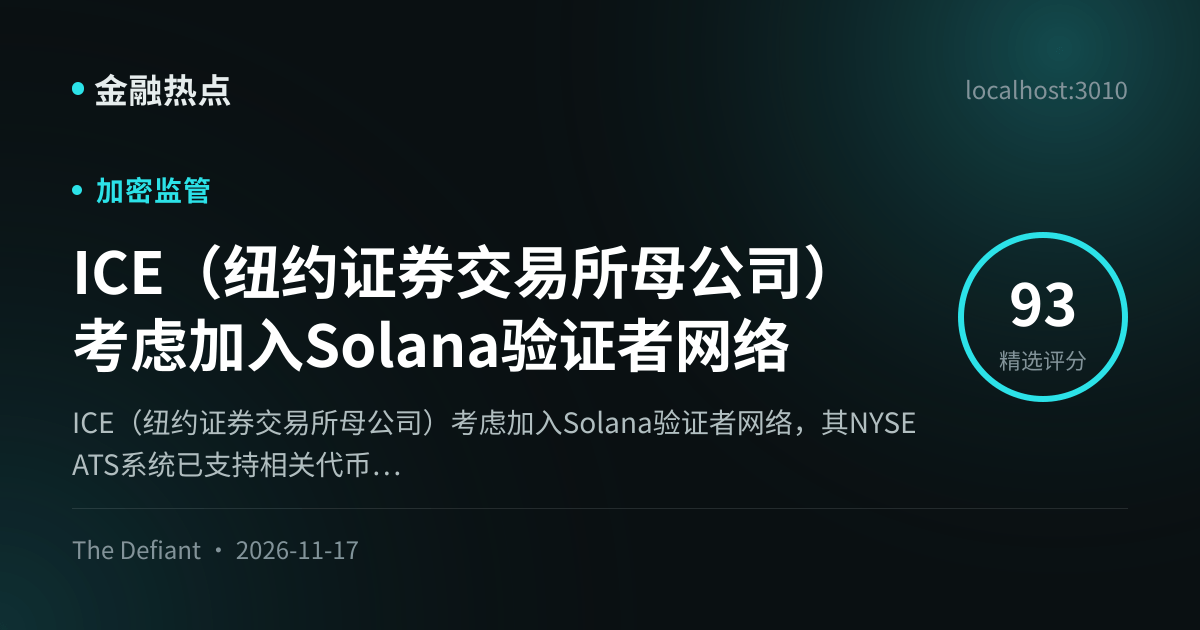 金融热点
localhost:3010
加密监管
ICE（纽约证券交易所母公司）
考虑加入Solana验证者网络
93
精选评分
ICE（纽约证券交易所母公司）考虑加入Solana验证者网络，其NYSE
ATS系统已支持相关代币…
The Defiant · 2026-11-17